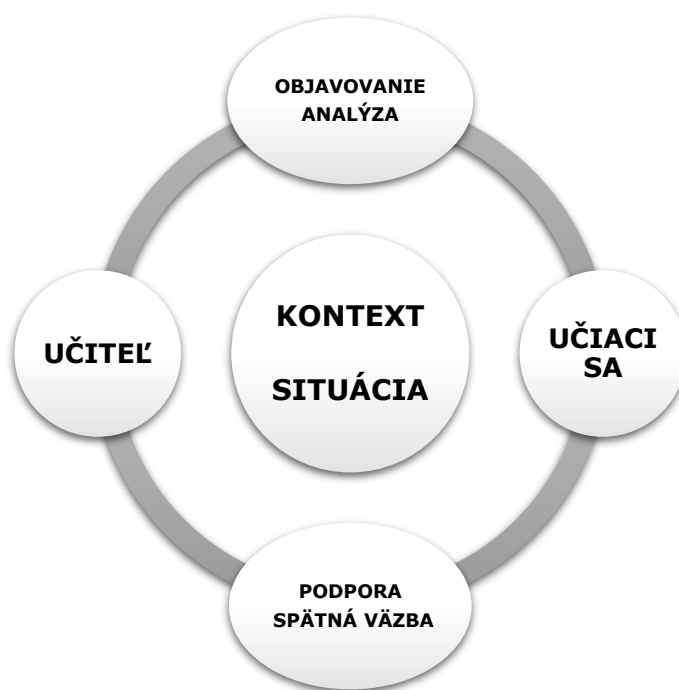 OBJAVOVANIE
ANALÝZA
KONTEXT
SITUÁCIA
UČITEĽ
UČIACI
SA
PODPORA
SPÄTNÁ VÄZBA